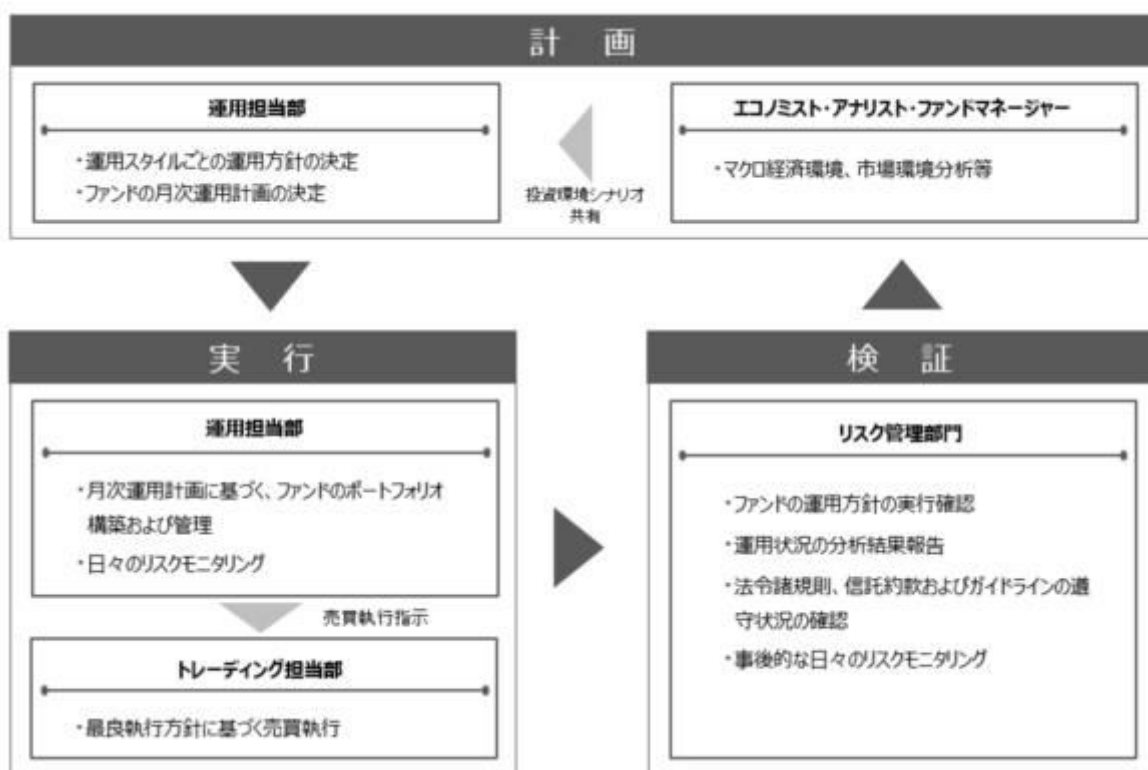 計 画
運用担当部
・運用スタイルごとの運用方針の決定
・ファンドの月次運用計画の決定
投資環境シナリオ
共有
エコノミスト・アナリスト・ファンドマネージャー
・マクロ経済環境、市場環境分析等
実 行
運用担当部
・月次運用計画に基づく、ファンドのポートフォリオ
構築および管理
・日々のリスクモニタリング
売買執行指示
トレーディング担当部
・最良執行方針に基づく売買執行
検 証
リスク管理部門
・ファンドの運用方針の実行確認
・運用状況の分析結果報告
・法令諸規則、信託約款およびガイドラインの遵
守状況の確認
・事後的な日々のリスクモニタリング